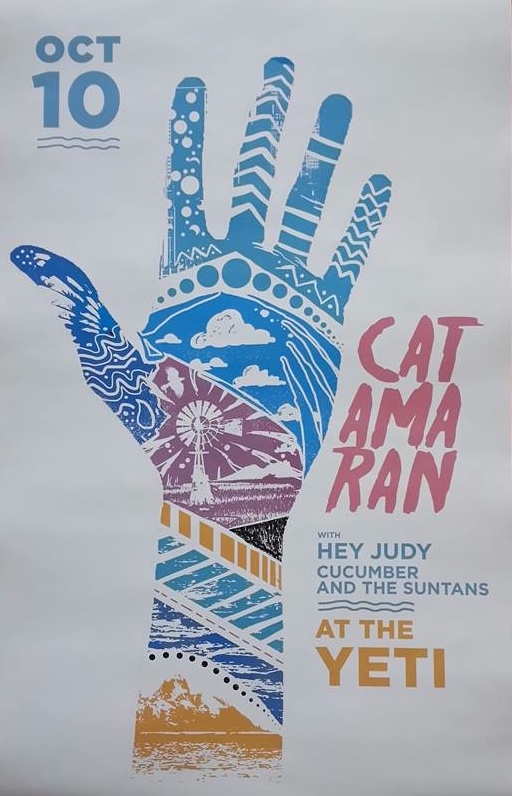 OCT
10
CAT
AMA
RAN
WITH
HEY JUDY
CUCUMBER
AND THE SUNTANS
AT THE
YETI